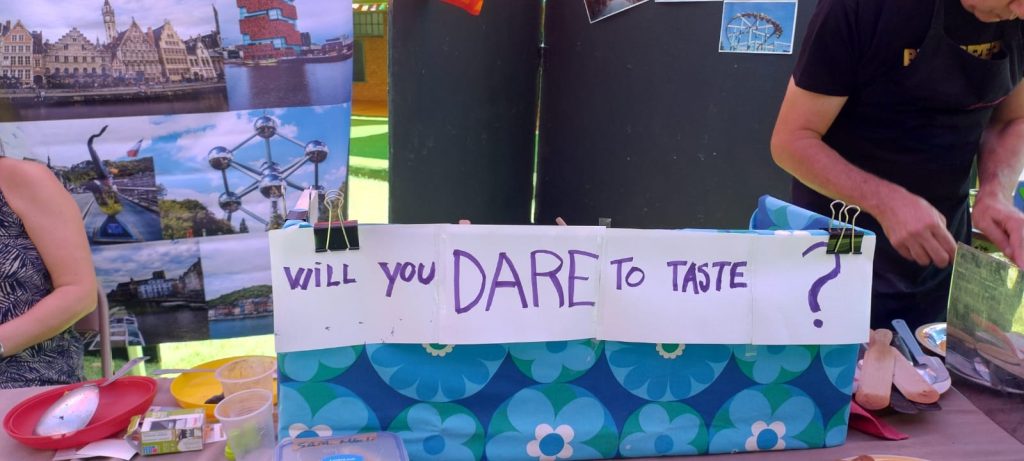 WILL YOU DARE TO TASTE ?